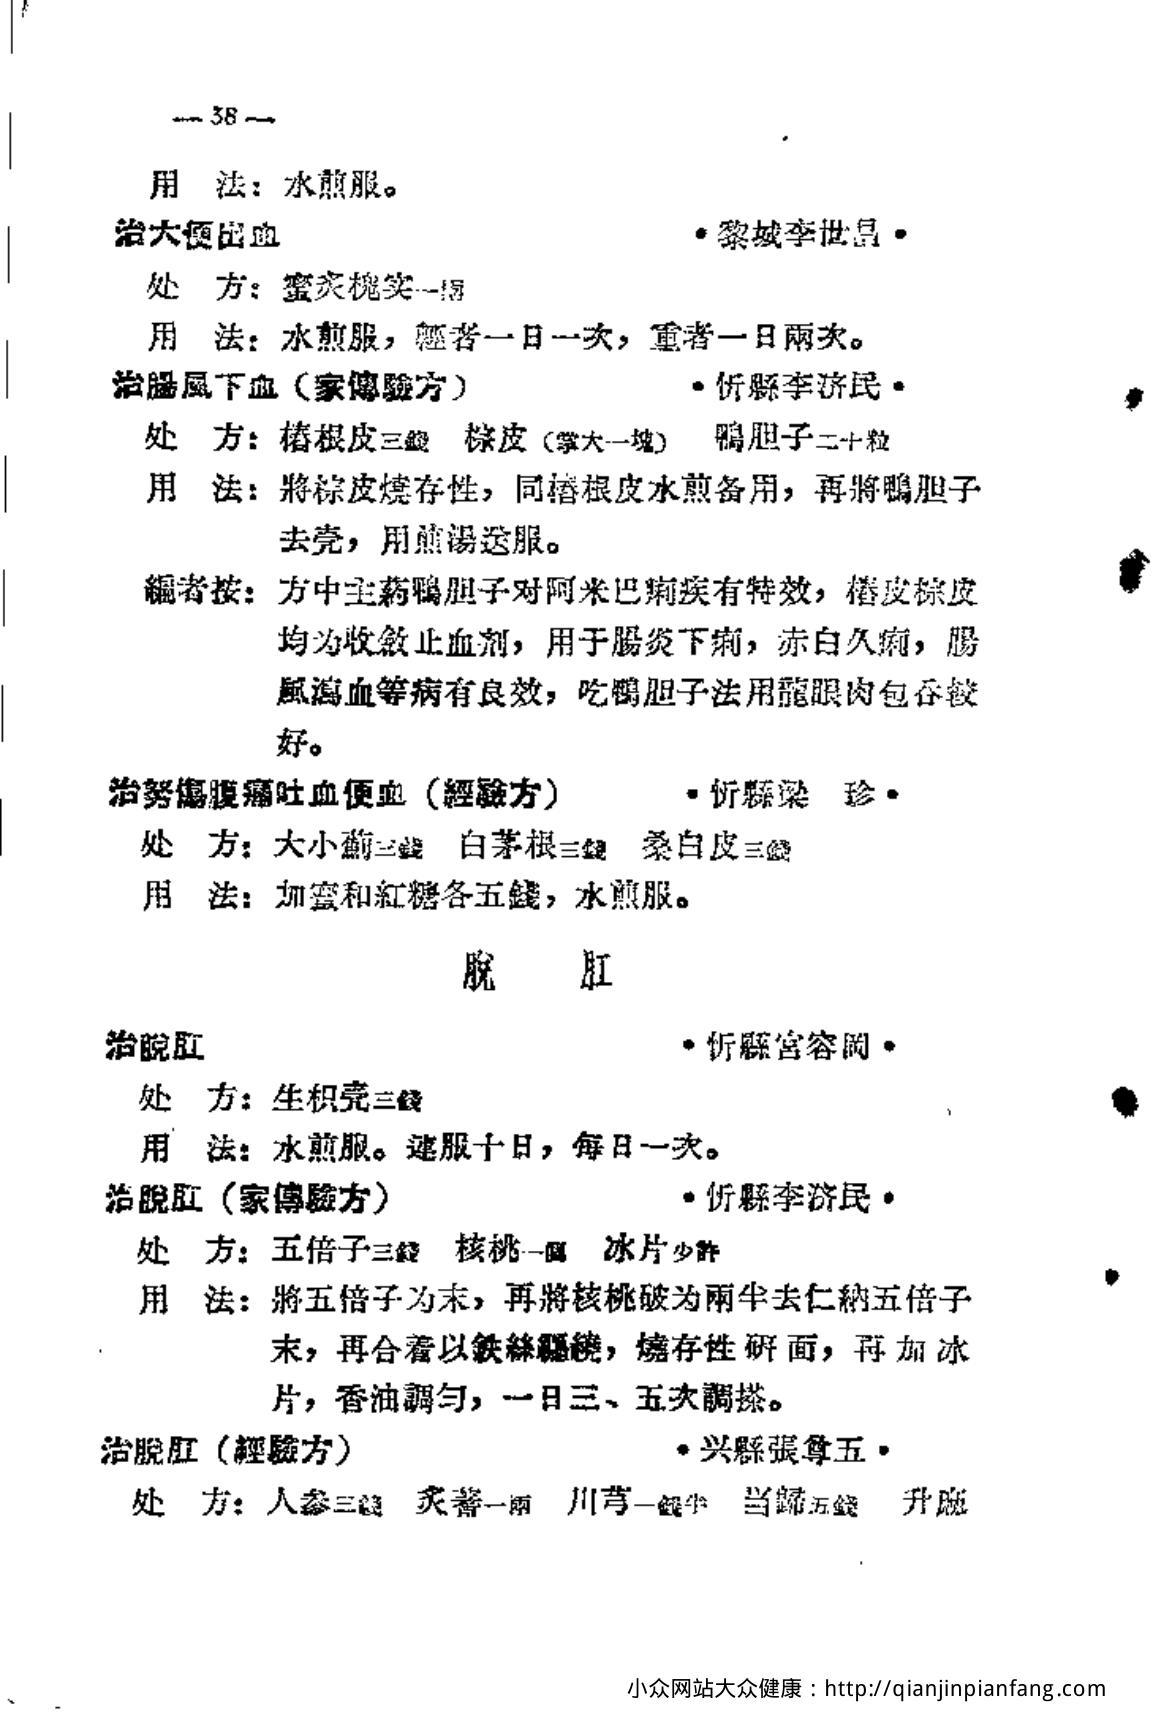 — 38 —
用　法：水煎服。
治大便出血　•黎城李世昌•
处　方：蜜炙槐实一兩
用　法：水煎服，輕者一日一次，重者一日兩次。
治腸風下血（家傳驗方）　•忻縣李济民•
处　方：樁根皮三錢　棕皮（掌大一塊）　鴨胆子二十粒
用　法：將棕皮燒存性，同樁根皮水煎备用，再將鴨胆子
去壳，用煎湯送服。
編者按：方中主葯鴨胆子对阿米巴痢疾有特效，樁皮棕皮
均为收斂止血剂，用于腸炎下痢，赤白久痢，腸
風瀉血等病有良效，吃鴨胆子法用龍眼肉包吞較
好。
治努傷腹痛吐血便血（經驗方）　•忻縣梁　珍•
处　方：大小薊三錢　白茅根三錢　桑白皮三錢
用　法：加蜜和紅糖各五錢，水煎服。
脫　肛
治脫肛　•忻縣宮容閣•
处　方：生枳壳三錢
用　法：水煎服。連服十日，每日一次。
治脫肛（家傳驗方）　•忻縣李济民•
处　方：五倍子三錢　核桃一個　冰片少許
用　法：將五倍子为末，再將核桃破为兩半去仁納五倍子
末，再合着以鉄絲纏繞，燒存性研面，再加冰
片，香油調匀，一日三、五次調搽。
治脫肛（經驗方）　•兴縣張尊五•
处　方：人参三錢　炙蓍一兩　川芎一錢半　当歸五錢　升麻
小众网站大众健康：http://qianjinpianfang.com